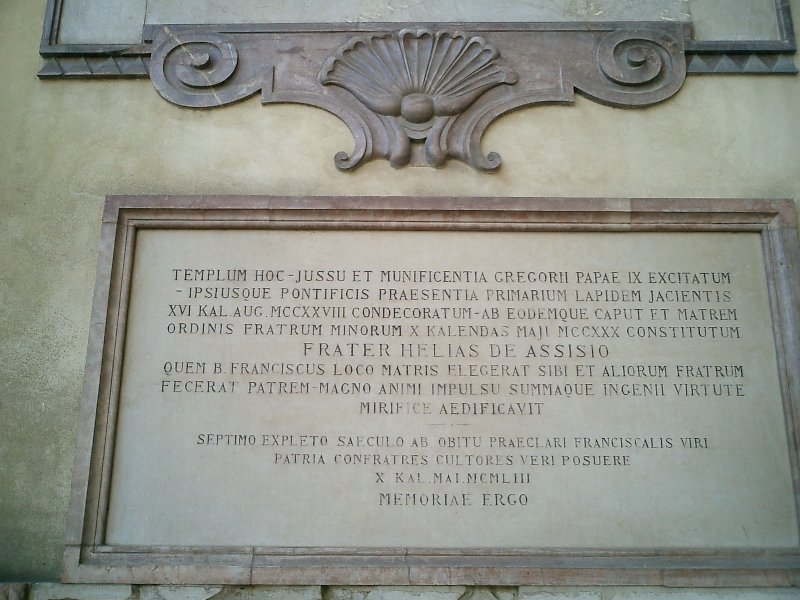 TEMPLUM HOC-JUSSU ET MUNIFICENTIA GREGORII PAPAE IX EXCITATUM
-IPSIUSQUE PONTIFICIS PRAESENTIA PRIMARIUM LAPIDEM JACIENTIS
XVI KAL.AUG.MCCXXVIII CONDECORATUM-AB EODEMQUE CAPUT ET MATREM
ORDINIS FRATRUM MINORUM X KALENDAS MAJI MCCXXX CONSTITUTUM
FRATER HELIAS DE ASSISIO
QUEM B.FRANCISCUS LOCO MATRIS ELEGERAT SIBI ET ALIORUM FRATRUM
FECERAT PATREM-MAGNO ANIMI IMPULSU SUMMAQUE INGENII VIRTUTE
MIRIFICE AEDIFICAVIT
SEPTIMO EXPLETO SAECULO AB OBITU PRAECLARI FRANCISCALIS VIRI
PATRIA CONFRATRES CULTORES VERI POSUERE
X KAL.MAI.MCMLIII
MEMORIAE ERGO